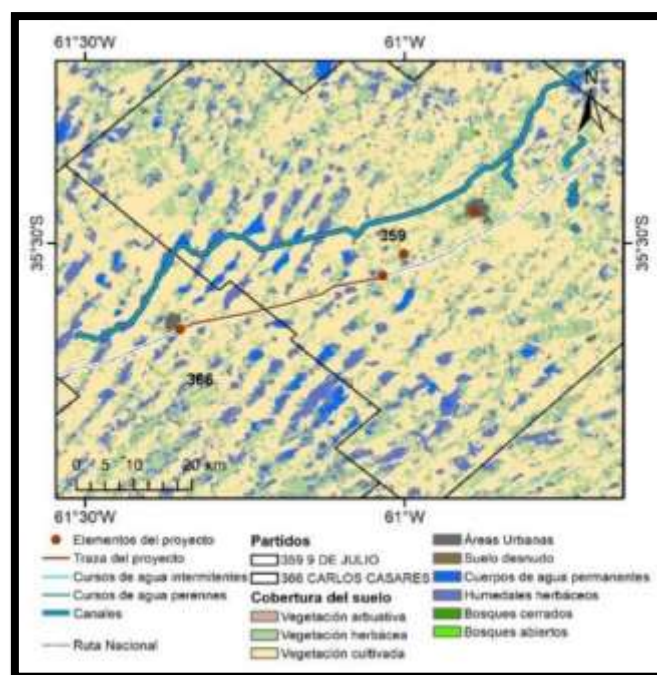 61°30'W 61°W
N
35°30'S 35°30'S
359
366
0 5 10 20 km
61°30'W 61°W
Elementos del proyecto
Traza del proyecto
Cursos de agua intermitentes
Cursos de agua perennes
Canales
Ruta Nacional
Partidos
359 9 DE JULIO
366 CARLOS CASARES
Cobertura del suelo
Vegetación arbustiva
Vegetación herbácea
Vegetación cultivada
Áreas Urbanas
Suelo desnudo
Cuerpos de agua permanentes
Humedales herbáceos
Bosques cerrados
Bosques abiertos